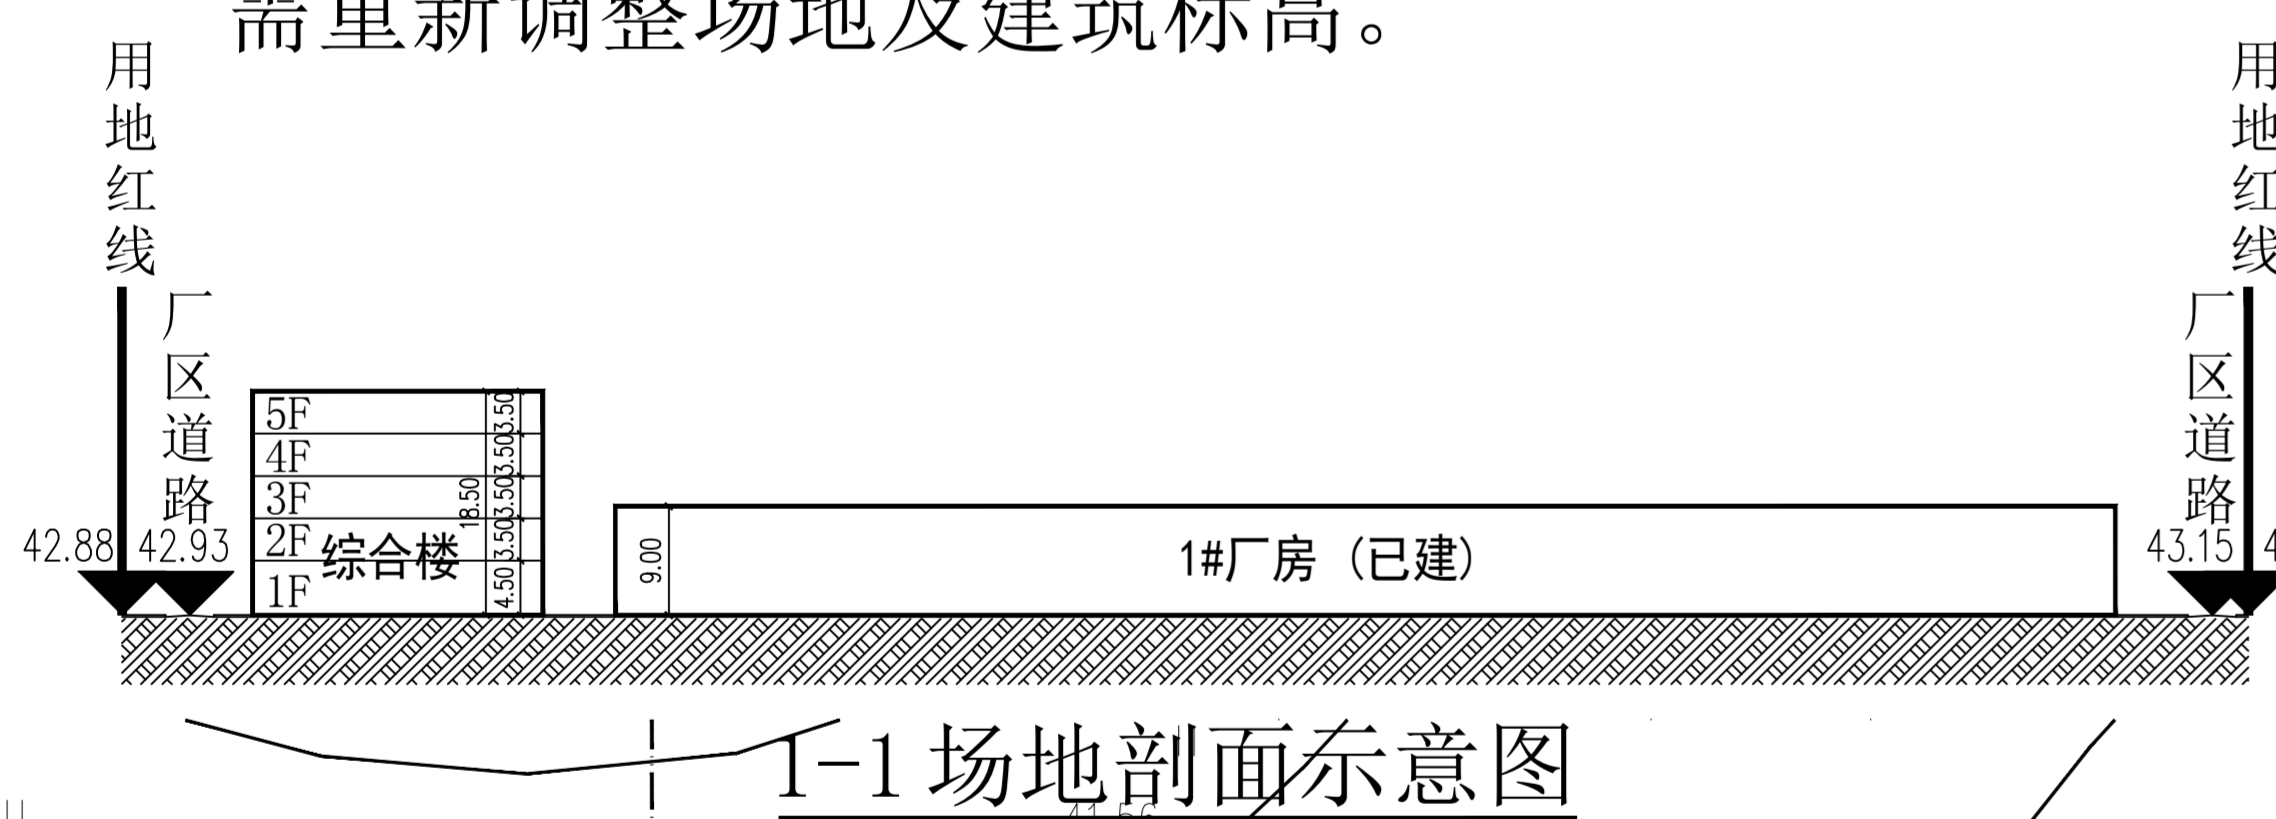 需重新调整场地及建筑标高。
用地红线
厂区道路
42.88
42.93
5F
4F
3F
2F
1F
综合楼
18.50
3.50
3.50
3.50
3.50
4.50
9.00
1#厂房（已建）
用地红线
厂区道路
43.15
1-1 场地剖面示意图